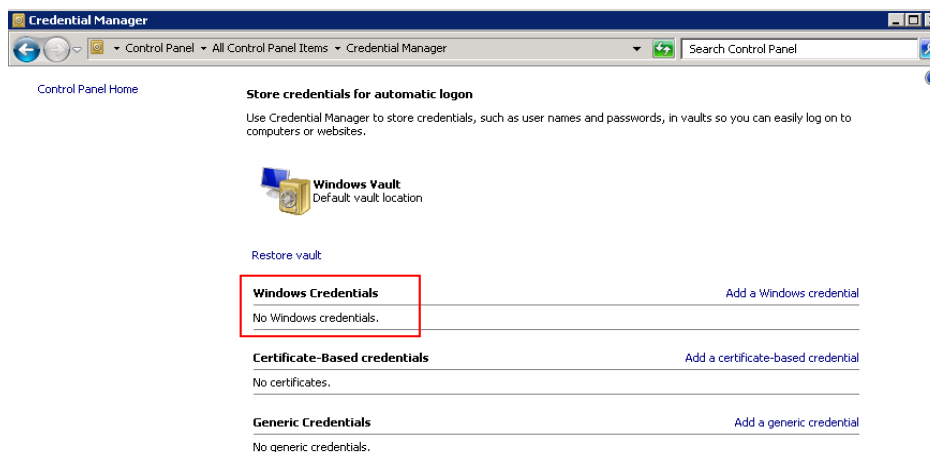 Credential Manager
Control Panel All Control Panel Items Credential Manager Search Control Panel
Control Panel Home
Store credentials for automatic logon
Use Credential Manager to store credentials, such as user names and passwords, in vaults so you can easily log on to
computers or websites.
Windows Vault
Default vault location
Restore vault
Windows Credentials Add a Windows credential
No Windows credentials.
Certificate-Based credentials Add a certificate-based credential
No certificates.
Generic Credentials Add a generic credential
No generic credentials.